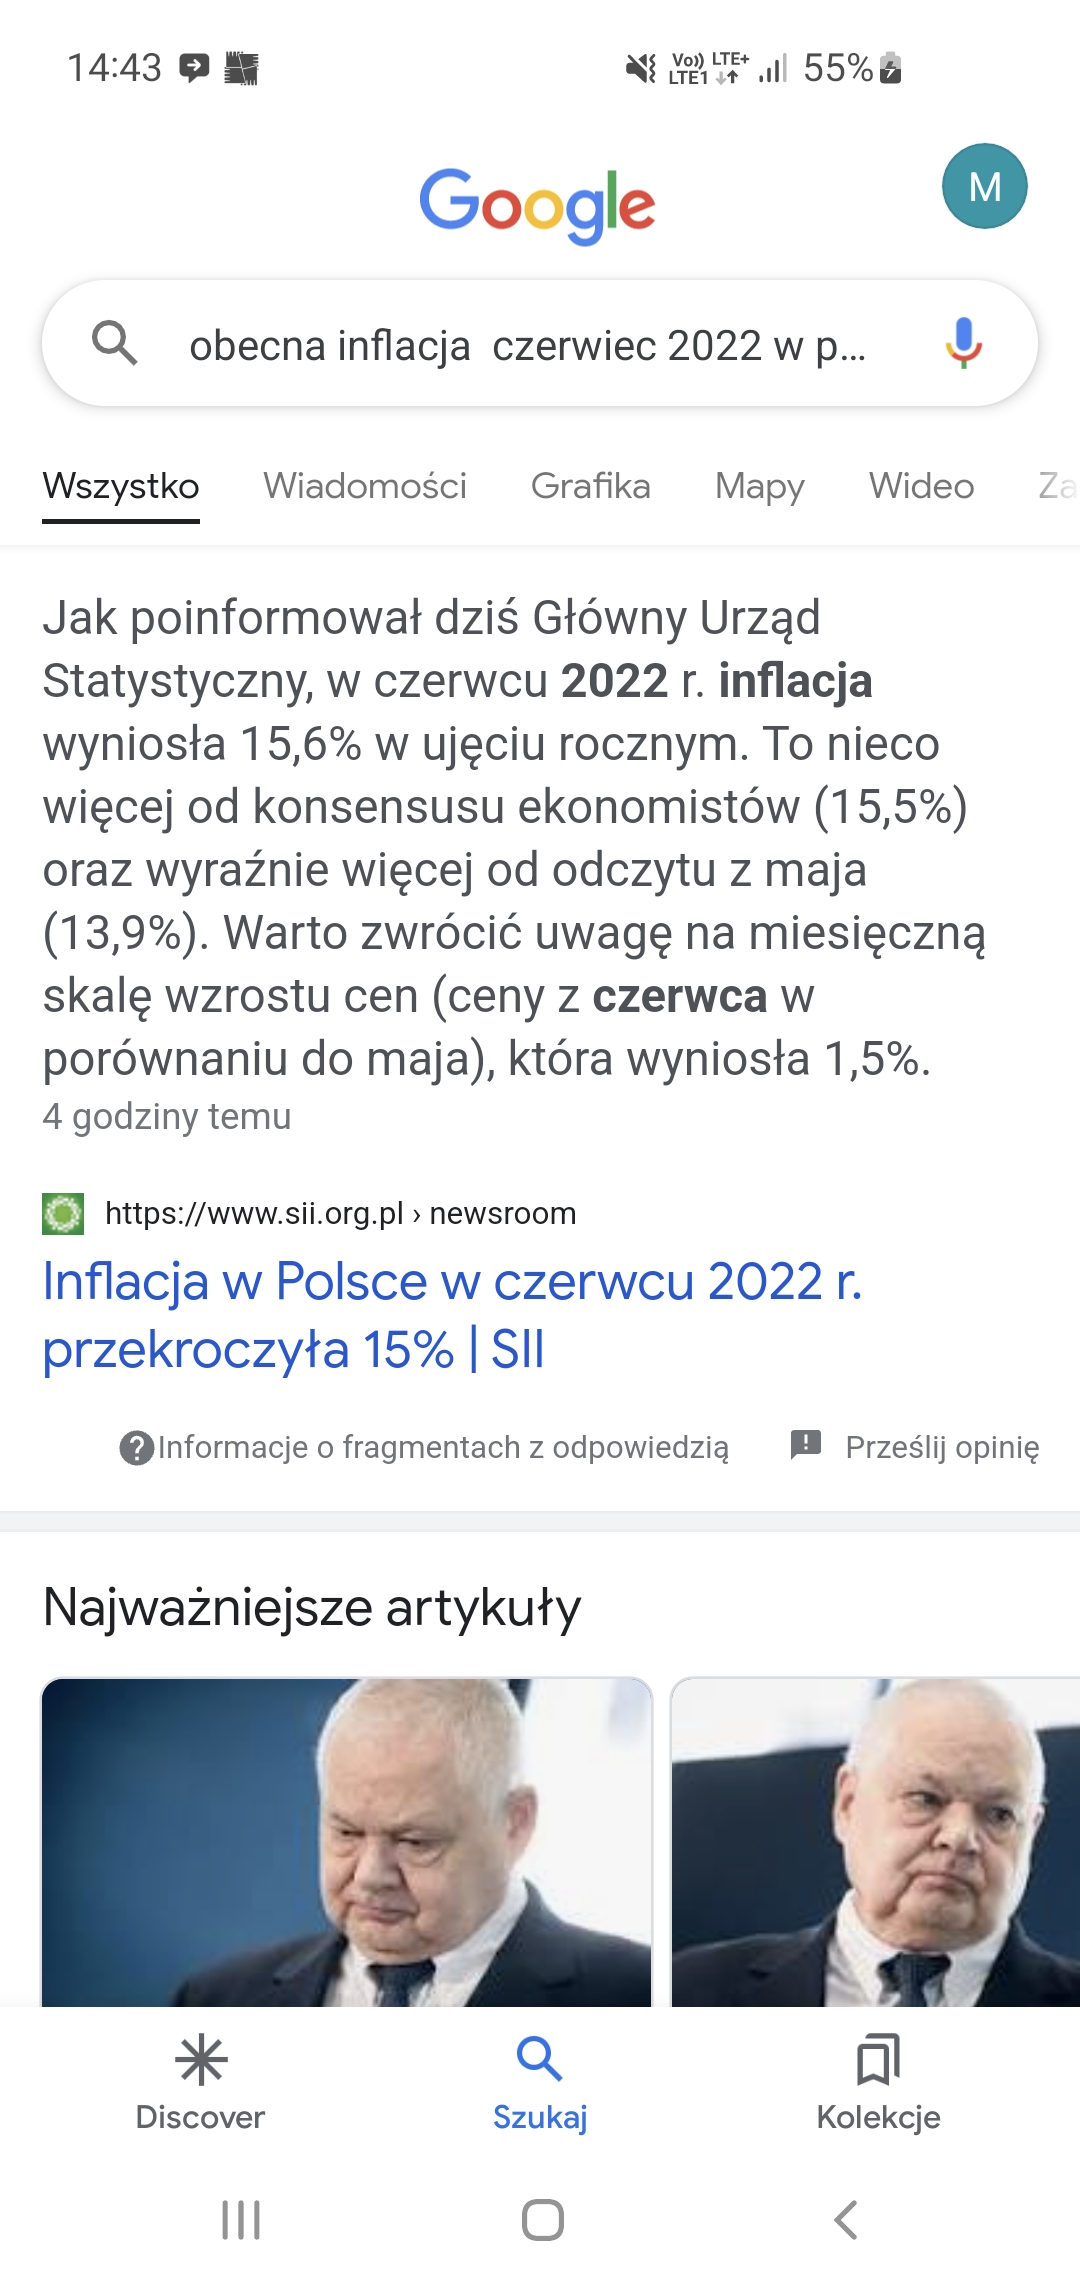 14:43
Vo)) LTE+
LTE1
55%
Google
M
obecna inflacja czerwiec 2022 w p...
Wszystko Wiadomości Grafika Mapy Wideo Za
Jak poinformował dziś Główny Urząd
Statystyczny, w czerwcu 2022 r. inflacja
wyniosła 15,6% w ujęciu rocznym. To nieco
więcej od konsensusu ekonomistów (15,5%)
oraz wyraźnie więcej od odczytu z maja
(13,9%). Warto zwrócić uwagę na miesięczną
skalę wzrostu cen (ceny z czerwca w
porównaniu do maja), która wyniosła 1,5%.
4 godziny temu
https://www.sii.org.pl › newsroom
Inflacja w Polsce w czerwcu 2022 r.
przekroczyła 15% | SII
Informacje o fragmentach z odpowiedzią Prześlij opinię
Najważniejsze artykuły
Discover Szukaj Kolekcje